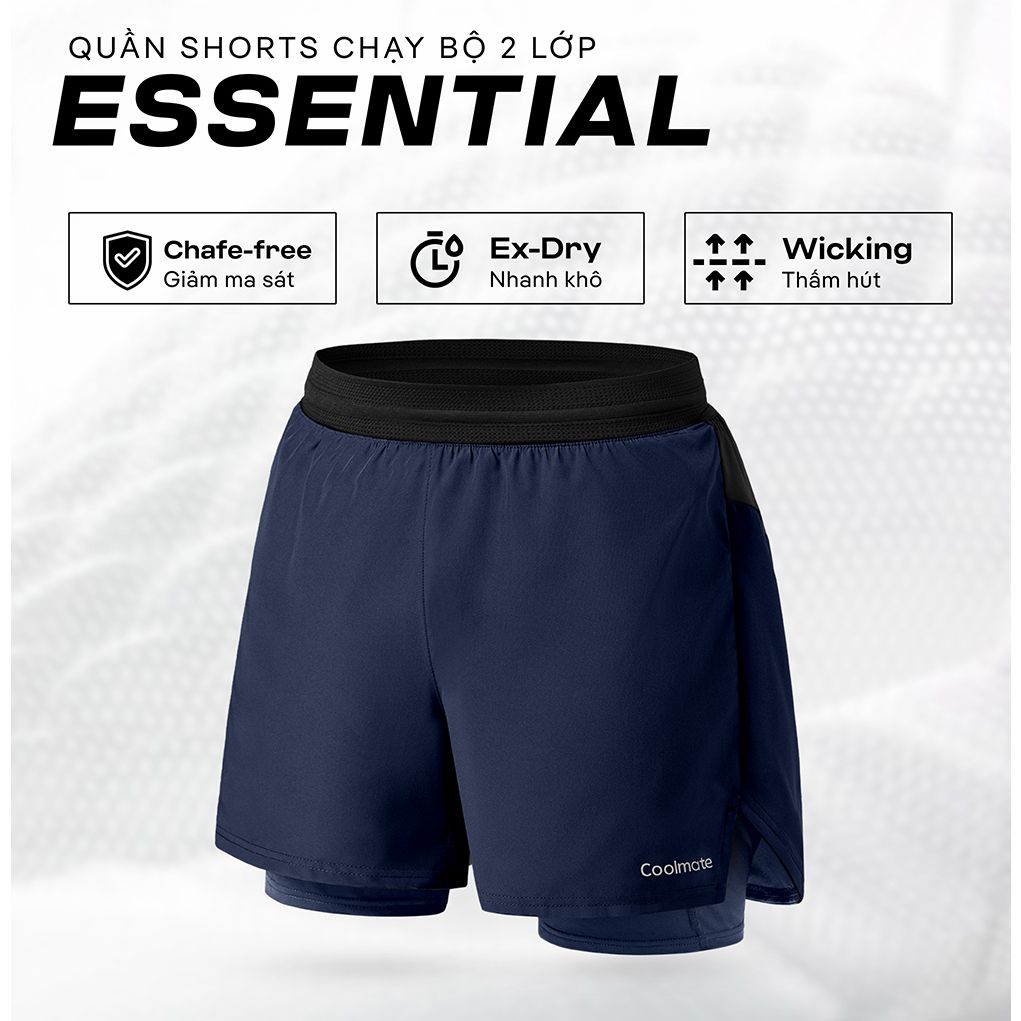 QUẦN SHORTS CHẠY BỘ 2 LỚP
ESSENTIAL
Chafe-free
Giảm ma sát
Ex-Dry
Nhanh khô
Wicking
Thấm hút
Coolmate